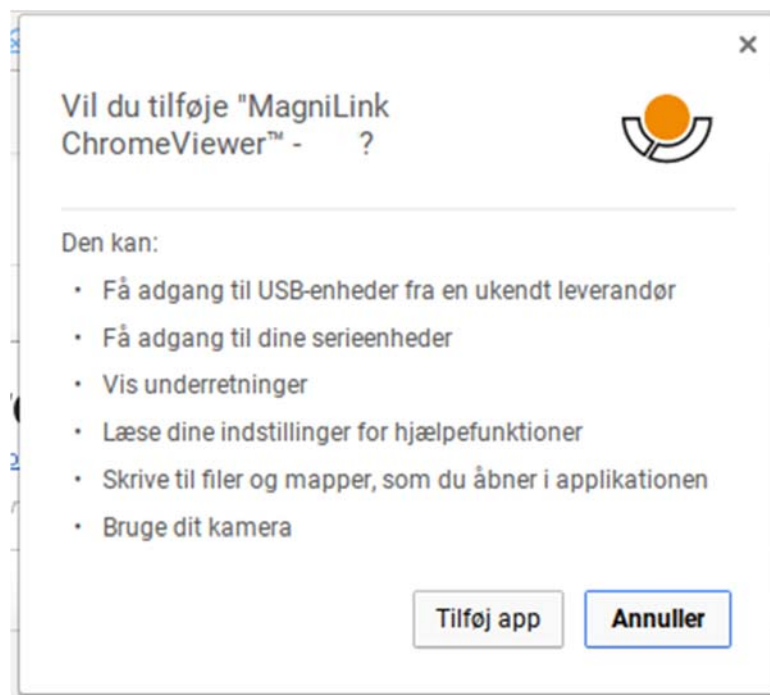 Vil du tilføje "MagniLink
ChromeViewer™ - ?
Den kan:
• Få adgang til USB-enheder fra en ukendt leverandør
• Få adgang til dine serieenheder
• Vis underretninger
• Læse dine indstillinger for hjælpefunktioner
• Skrive til filer og mapper, som du åbner i applikationen
• Bruge dit kamera
Tilføj app
Annuller